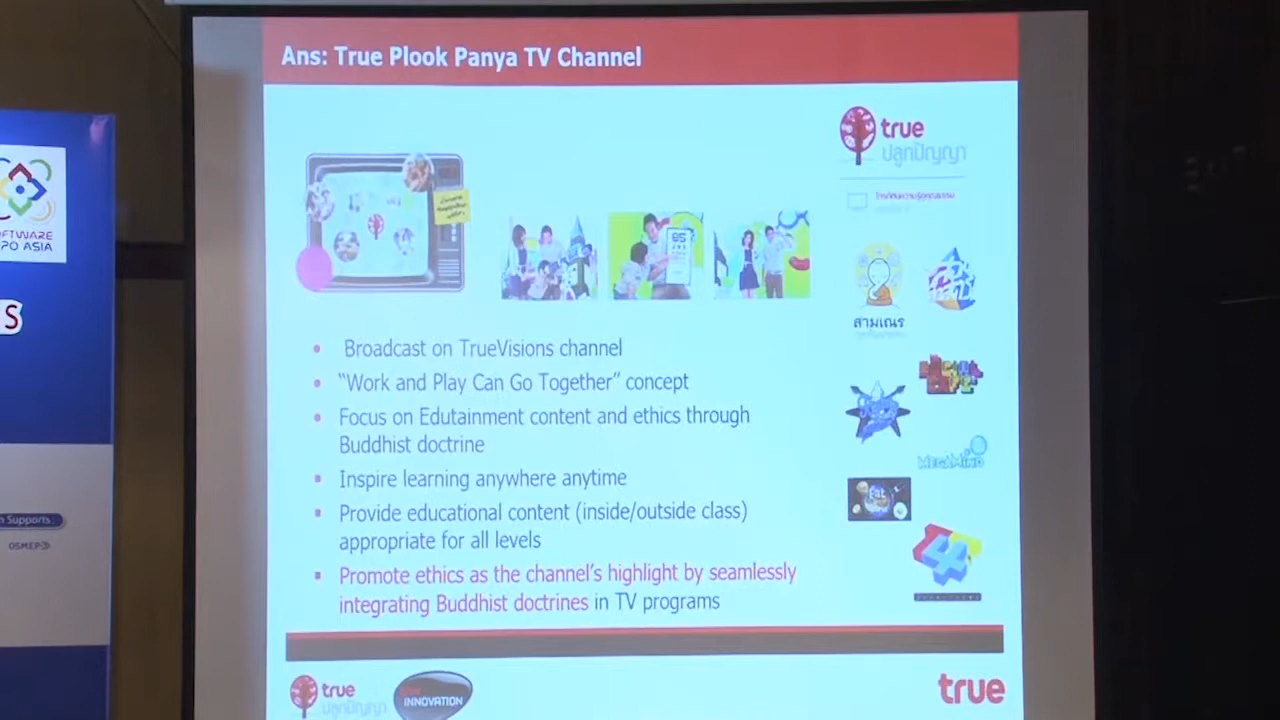 Ans: True Plook Panya TV Channel
true
ปลูกปัญญา
สามเณร
MEGAMIND
• Broadcast on TrueVisions channel
• “Work and Play Can Go Together” concept
• Focus on Edutainment content and ethics through
Buddhist doctrine
▪ Inspire learning anywhere anytime
▪ Provide educational content (inside/outside class)
appropriate for all levels
▪ Promote ethics as the channel’s highlight by seamlessly
integrating Buddhist doctrines in TV programs
true
ปลูกปัญญา
true
INNOVATION
true
OFTWARE
PO ASIA
S
n Supports :
OSMEP